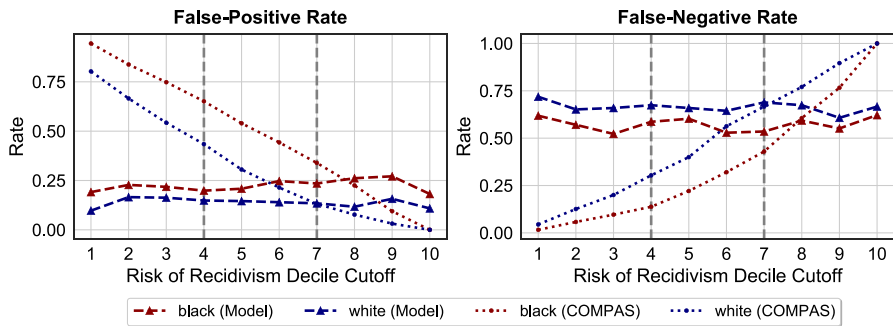 False-Positive Rate
Rate
0.75
0.50
0.25
0.00
1 2 3 4 5 6 7 8 9 10
Risk of Recidivism Decile Cutoff
False-Negative Rate
Rate
1.00
0.75
0.50
0.25
0.00
1 2 3 4 5 6 7 8 9 10
Risk of Recidivism Decile Cutoff
black (Model) white (Model) black (COMPAS) white (COMPAS)